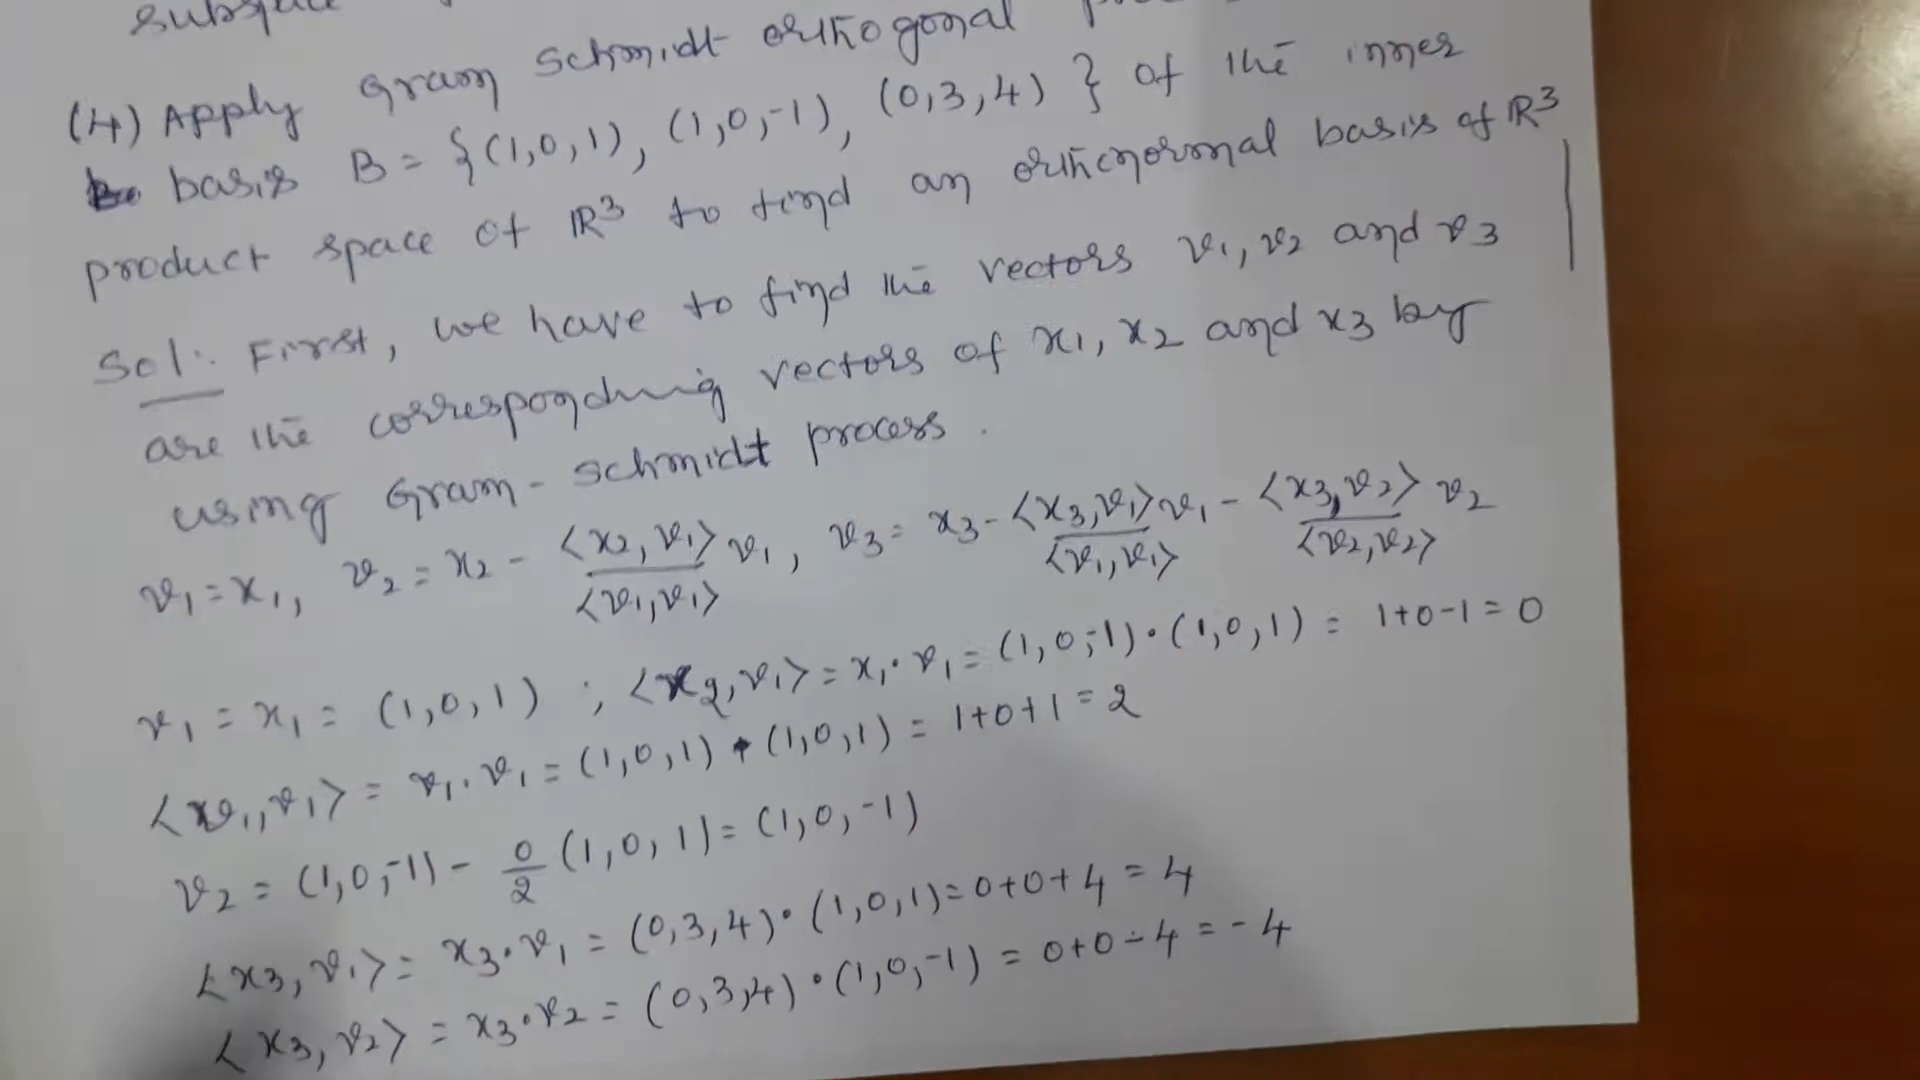 subspace
(4) Apply Gram Schmidt orthogonal
basis B = {(1,0,1), (1,0,-1), (0,3,4)} of the inner
product space of ℝ³ to find an orthonormal basis of ℝ³
Sol: First, we have to find the vectors v₁, v₂ and v₃
are the corresponding vectors of x₁, x₂ and x₃ by
using Gram-Schmidt process.
v₁ = x₁, v₂ = x₂ - <x₂, v₁>/<v₁, v₁> v₁, v₃ = x₃ - <x₃, v₁>/<v₁, v₁> v₁ - <x₃, v₂>/<v₂, v₂> v₂
v₁ = x₁ = (1,0,1) ; <x₂, v₁> = x₁·v₁ = (1,0,-1)·(1,0,1) = 1+0-1 = 0
<v₁, v₁> = v₁·v₁ = (1,0,1)·(1,0,1) = 1+0+1 = 2
v₂ = (1,0,-1) - 0/2 (1,0,1) = (1,0,-1)
<x₃, v₁> = x₃·v₁ = (0,3,4)·(1,0,1) = 0+0+4 = 4
<x₃, v₂> = x₃·v₂ = (0,3,4)·(1,0,-1) = 0+0-4 = -4